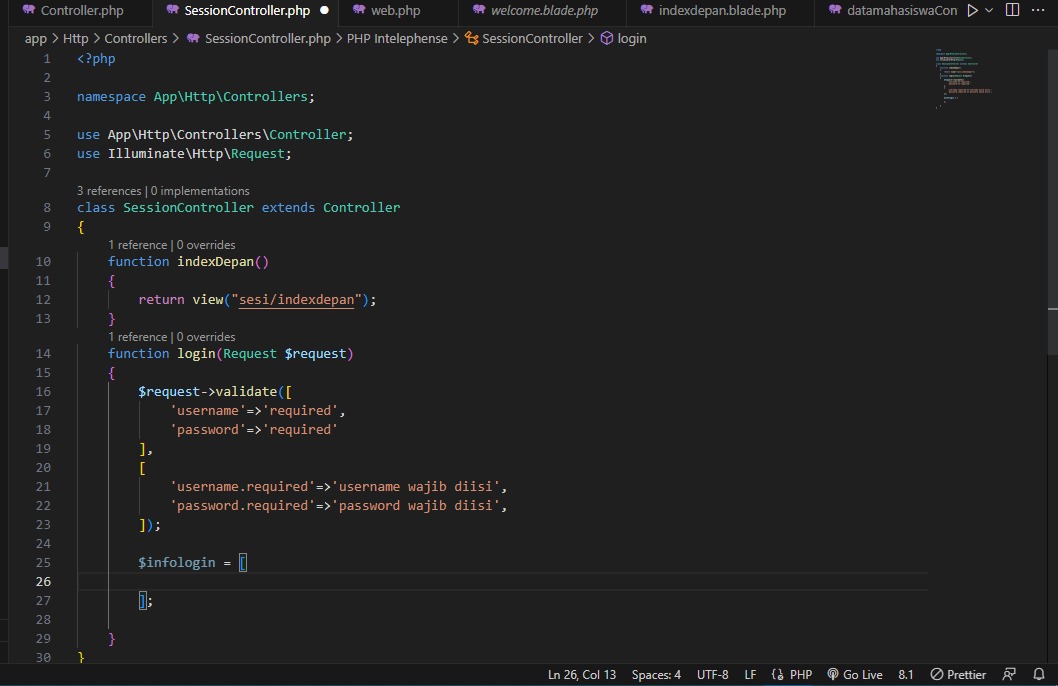 Controller.php SessionController.php web.php welcome.blade.php indexdepan.blade.php datamahasiswaCon
app > Http > Controllers > SessionController.php > PHP Intelephense > SessionController > login
1 <?php
2
3 namespace App\Http\Controllers;
4
5 use App\Http\Controllers\Controller;
6 use Illuminate\Http\Request;
7
3 references | 0 implementations
8 class SessionController extends Controller
9 {
1 reference | 0 overrides
10 function indexDepan()
11 {
12 return view("sesi/indexdepan");
13 }
1 reference | 0 overrides
14 function login(Request $request)
15 {
16 $request->validate([
17 'username'=>'required',
18 'password'=>'required'
19 ],
20 [
21 'username.required'=>'username wajib diisi',
22 'password.required'=>'password wajib diisi',
23 ]);
24
25 $infologin = [
26
27 ];
28
29 }
30 }
Ln 26, Col 13 Spaces: 4 UTF-8 LF PHP Go Live 8.1 Prettier